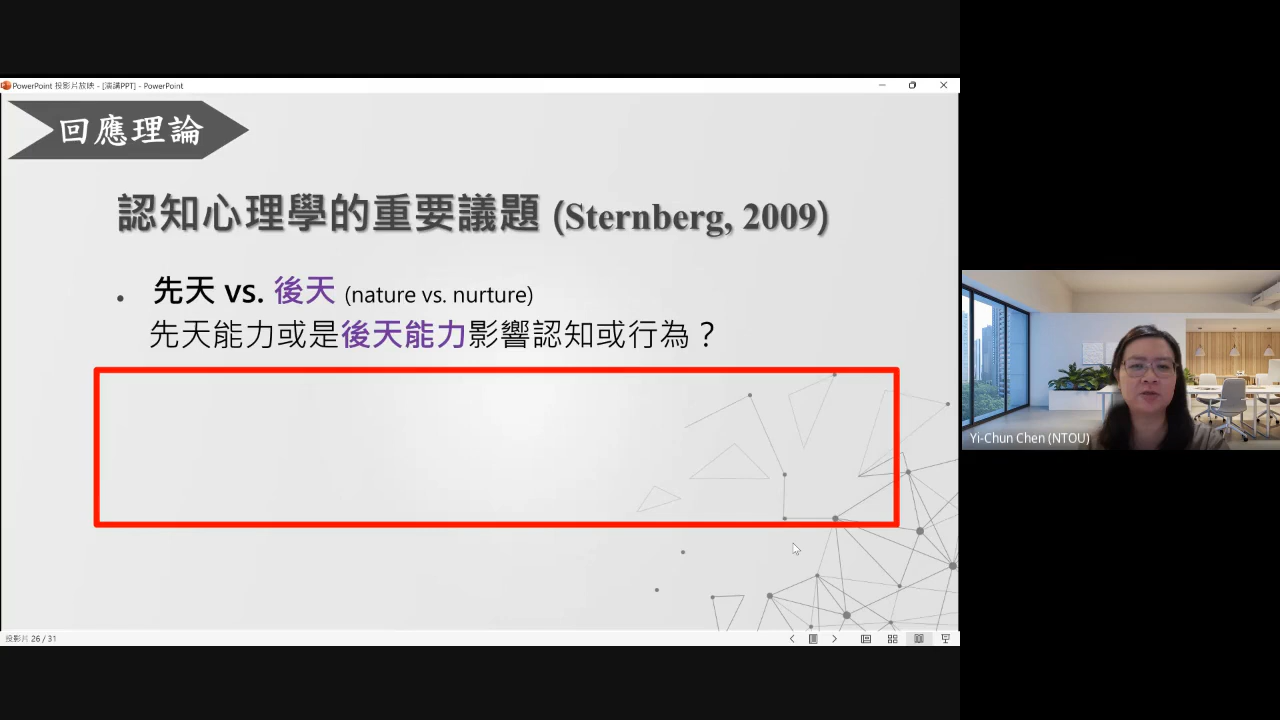 PowerPoint 投影片放映 - [演講PPT] - PowerPoint
回應理論
認知心理學的重要議題 (Sternberg, 2009)
• 先天 vs. 後天 (nature vs. nurture)
先天能力或是後天能力影響認知或行為？
Yi-Chun Chen (NTOU)
投影片 26 / 31